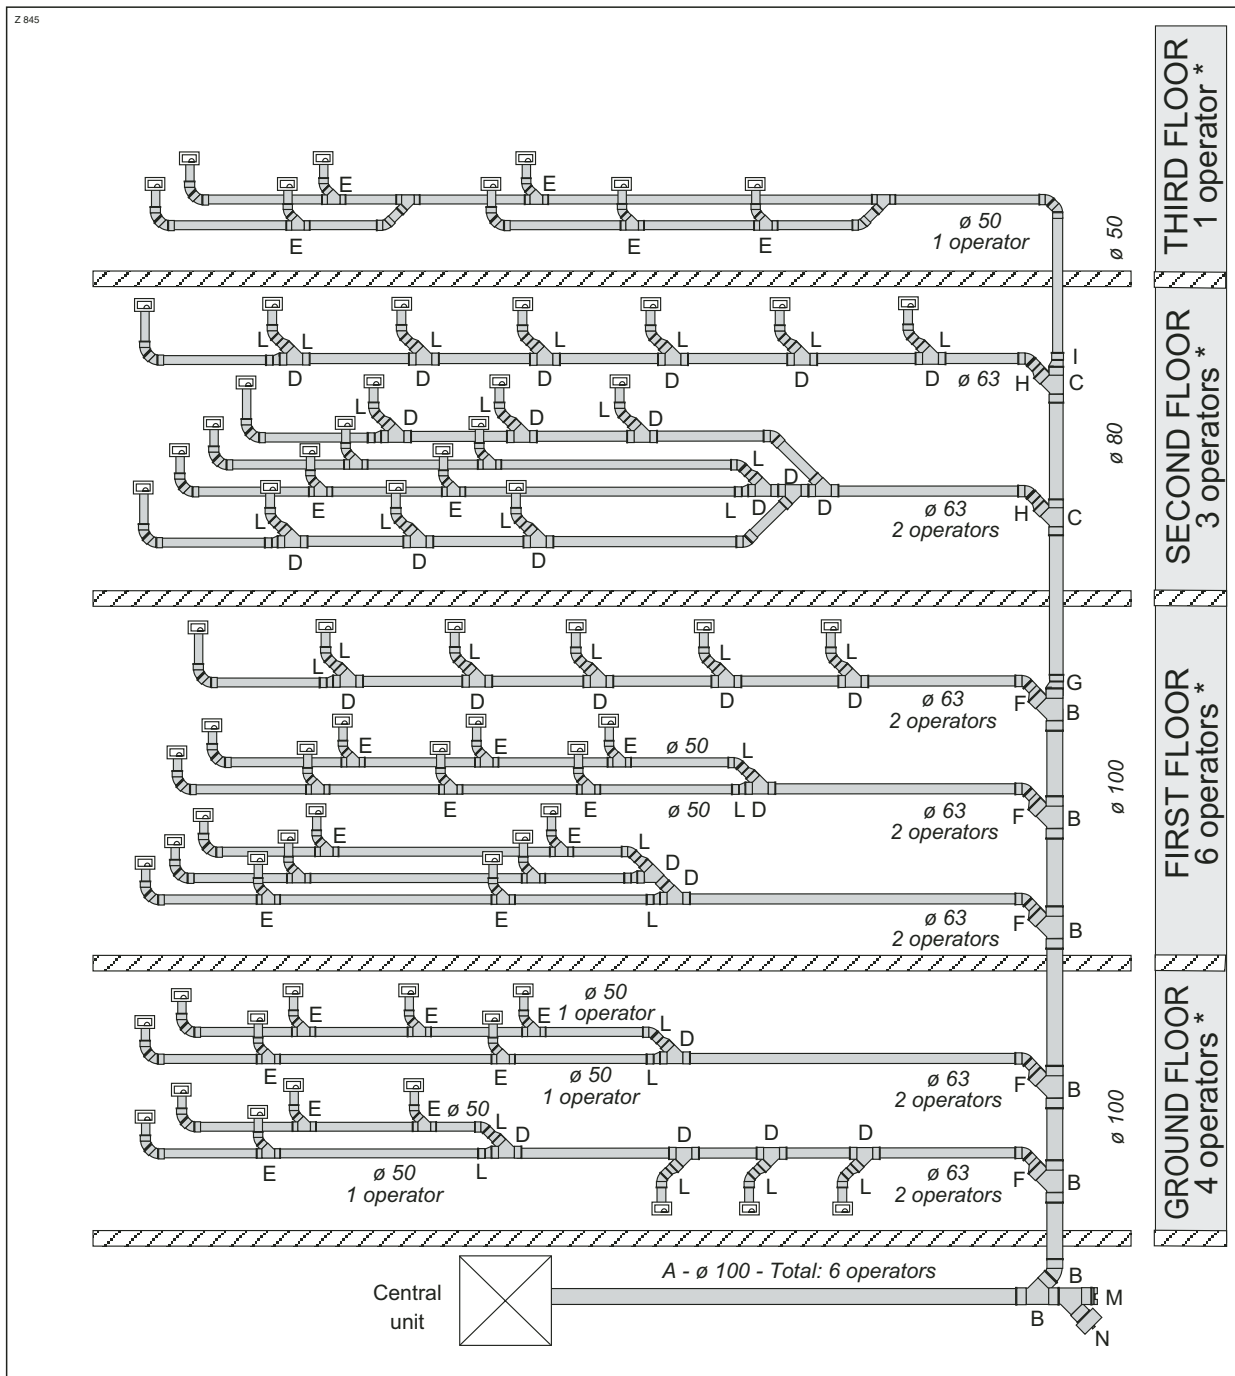 Z 845
THIRD FLOOR
1 operator *
E E
ø 50
1 operator
E E E
ø 50
SECOND FLOOR
3 operators *
L L L L L L L
I
D D D D D D ø 63 H C
L D L D L D
ø 80
L
D
E E L D D
ø 63
2 operators
H C
L L L
D D D
FIRST FLOOR
6 operators *
L L L L L L
G
D D D D D
ø 63
2 operators
F B
E E E ø 50 L
E E ø 50 L D
ø 63
2 operators
F B
ø 100
E E L
D D
E E L
ø 63
2 operators
F B
GROUND FLOOR
4 operators *
E E E
ø 50
1 operator
L
D
E E L
ø 50
1 operator
ø 63
2 operators
F B
ø 100
E E ø 50 L D D D D
E L
ø 50
1 operator
L L L
ø 63
2 operators
F B
A - ø 100 - Total: 6 operators
Central
unit
B
B
M
N